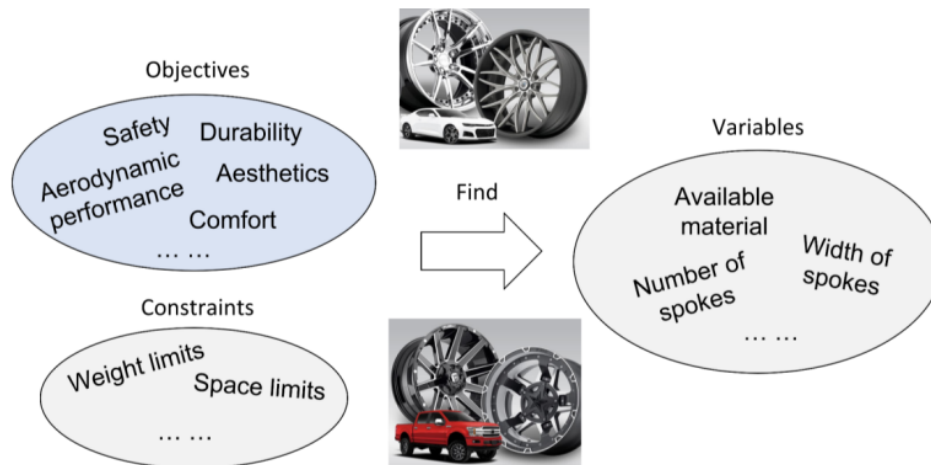 Objectives
Safety
Durability
Aerodynamic
performance
Aesthetics
Comfort
... ...
Constraints
Weight limits
Space limits
... ...
Find
Variables
Available
material
Number of
spokes
Width of
spokes
... ...